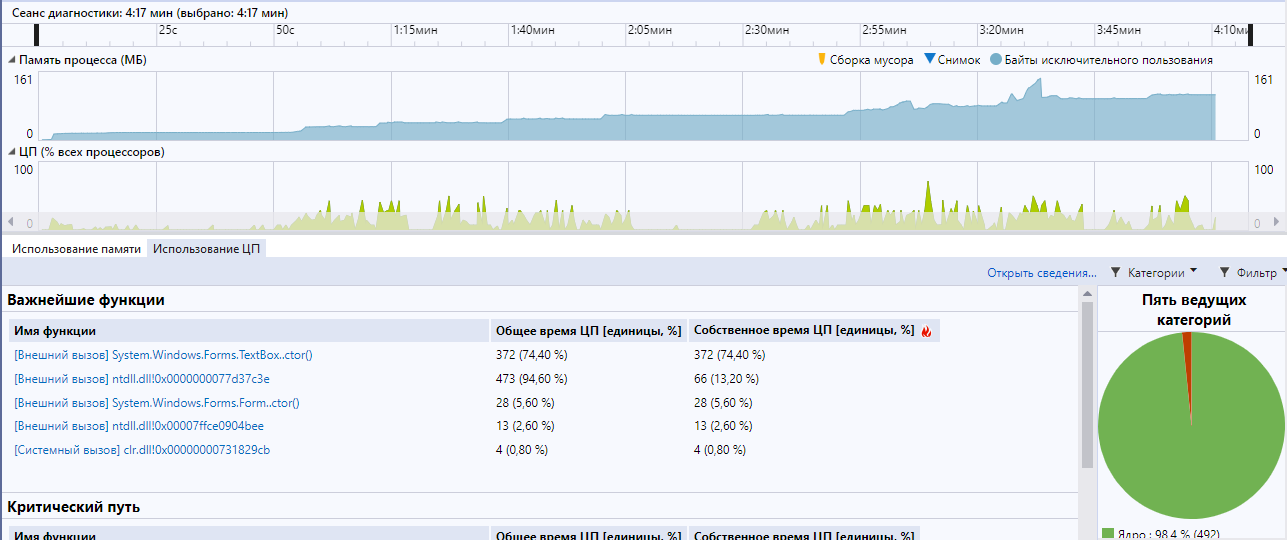 Сеанс диагностики: 4:17 мин (выбрано: 4:17 мин)
25с 50с 1:15мин 1:40мин 2:05мин 2:30мин 2:55мин 3:20мин 3:45мин 4:10ми
Память процесса (МБ) Сборка мусора Снимок Байты исключительного пользования
161 161
0 0
ЦП (% всех процессоров)
100 100
0 0
Использование памяти Использование ЦП
Открыть сведения... Категории Фильтр
Важнейшие функции
Имя функции Общее время ЦП [единицы, %] Собственное время ЦП [единицы, %]
[Внешний вызов] System.Windows.Forms.TextBox..ctor() 372 (74,40 %) 372 (74,40 %)
[Внешний вызов] ntdll.dll!0x0000000077d37c3e 473 (94,60 %) 66 (13,20 %)
[Внешний вызов] System.Windows.Forms.Form..ctor() 28 (5,60 %) 28 (5,60 %)
[Внешний вызов] ntdll.dll!0x00007ffce0904bee 13 (2,60 %) 13 (2,60 %)
[Системный вызов] clr.dll!0x00000000731829cb 4 (0,80 %) 4 (0,80 %)
Критический путь
Имя функции Общее время ЦП [единицы, %] Собственное время ЦП [единицы, %]
Пять ведущих
категорий
Ядро : 98,4 % (492)